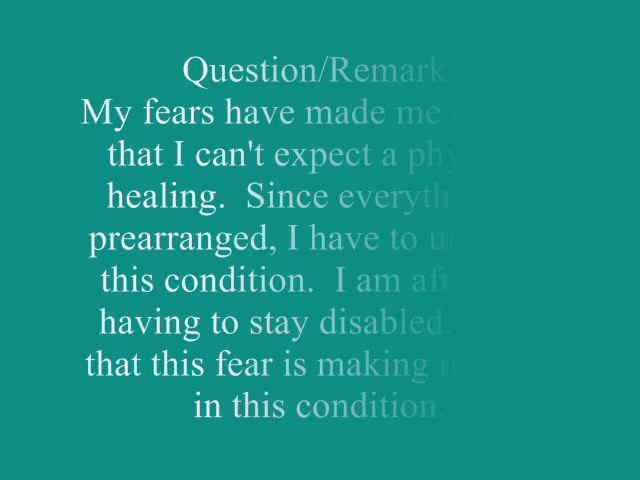 Question/Remark
My fears have made me
that I can't expect a
healing.  Since
prearranged, I have to
this condition.  I am
having to stay disabled.
that this fear is making
in this condition.